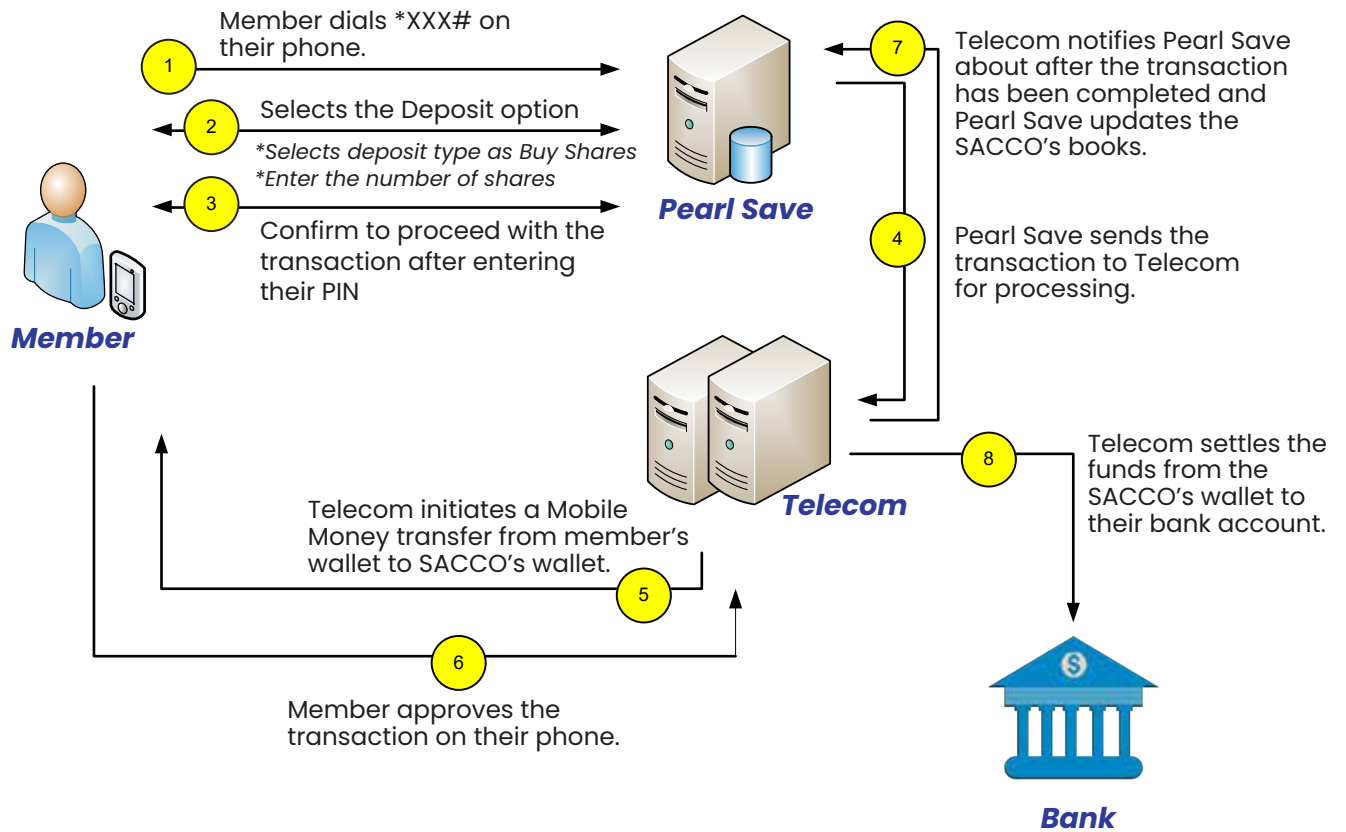 Member dials *XXX# on
their phone.
1
2
Selects the Deposit option
*Selects deposit type as Buy Shares
*Enter the number of shares
3
Confirm to proceed with the
transaction after entering
their PIN
Member
Pearl Save
7
Telecom notifies Pearl Save
about after the transaction
has been completed and
Pearl Save updates the
SACCO’s books.
4
Pearl Save sends the
transaction to Telecom
for processing.
Telecom
8
Telecom settles the
funds from the
SACCO’s wallet to
their bank account.
Telecom initiates a Mobile
Money transfer from member’s
wallet to SACCO’s wallet.
5
6
Member approves the
transaction on their phone.
$
Bank